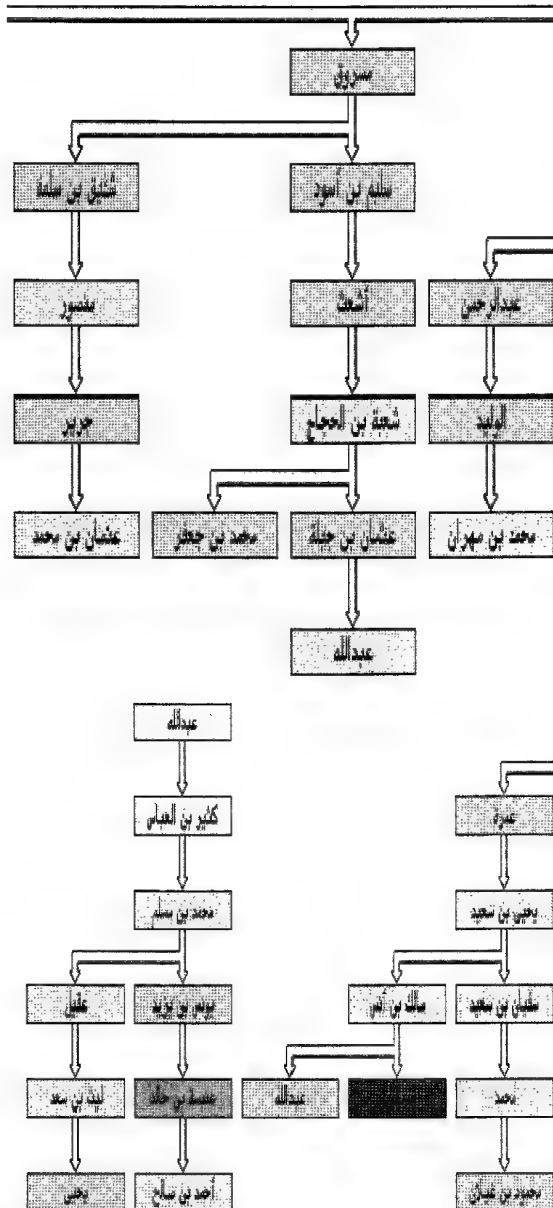 مسروق
سليم بن أسود
شقيق بن سلمة
عبدالرحمن
أشعث
منصور
الوليد
شعبة بن الحجاج
جرير
محمد بن مهران
عثمان بن جبلة
محمد بن جعفر
عثمان بن محمد
عبدالله
عبدالله
عمرة
كثير بن العباس
يحيى بن سعيد
محمد بن مسلم
سفيان بن سعيد
مالك بن أنس
يونس بن يزيد
عقيل
محمد
عبدالله
عنبسة بن خالد
ليث بن سعد
محمود بن غيلان
أحمد بن صالح
يحيى